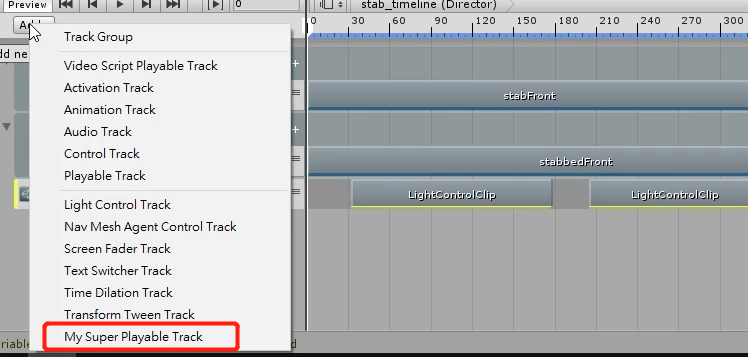 Preview
0
stab_timeline (Director)
Add
0 30 60 90 120 150 180 210 240 270 300
Track Group
Video Script Playable Track
Activation Track
Animation Track
Audio Track
Control Track
Playable Track
Light Control Track
Nav Mesh Agent Control Track
Screen Fader Track
Text Switcher Track
Time Dilation Track
Transform Tween Track
My Super Playable Track
stabFront
stabbedFront
LightControlClip
LightControlClip